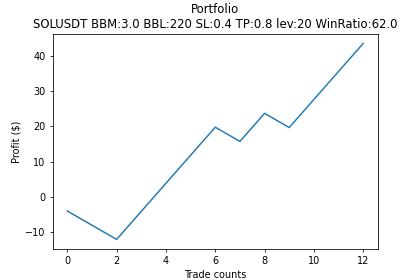 Portfolio
SOLUSDT BBM:3.0 BBL:220 SL:0.4 TP:0.8 lev:20 WinRatio:62.0
40
30
20
10
0
−10
Profit ($)
0 2 4 6 8 10 12
Trade counts